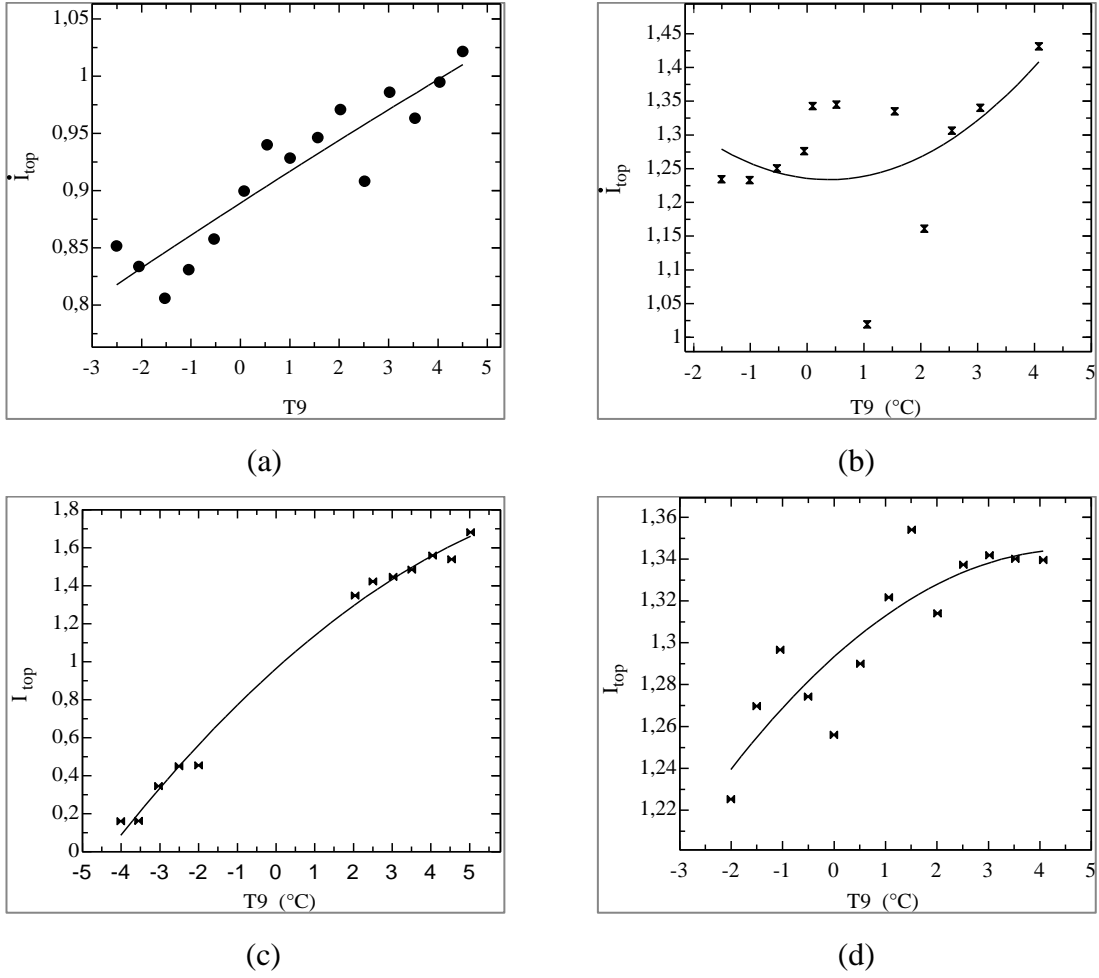 1,05
1
0,95
0,9
0,85
0,8
İtop
-3 -2 -1 0 1 2 3 4 5
T9
(a)
1,45
1,4
1,35
1,3
1,25
1,2
1,15
1,1
1,05
1
İtop
-2 -1 0 1 2 3 4 5
T9 (°C)
(b)
1.8
1,6
1.4
1.2
1
0.8
0.6
0,4
0,2
0
I top
-5 -4 -3 -2 -1 0 1 2 3 4 5
T9 (°C)
(c)
1,36
1,34
1,32
1,3
1,28
1,26
1,24
1,22
Itop
-3 -2 -1 0 1 2 3 4 5
T9 (°C)
(d)